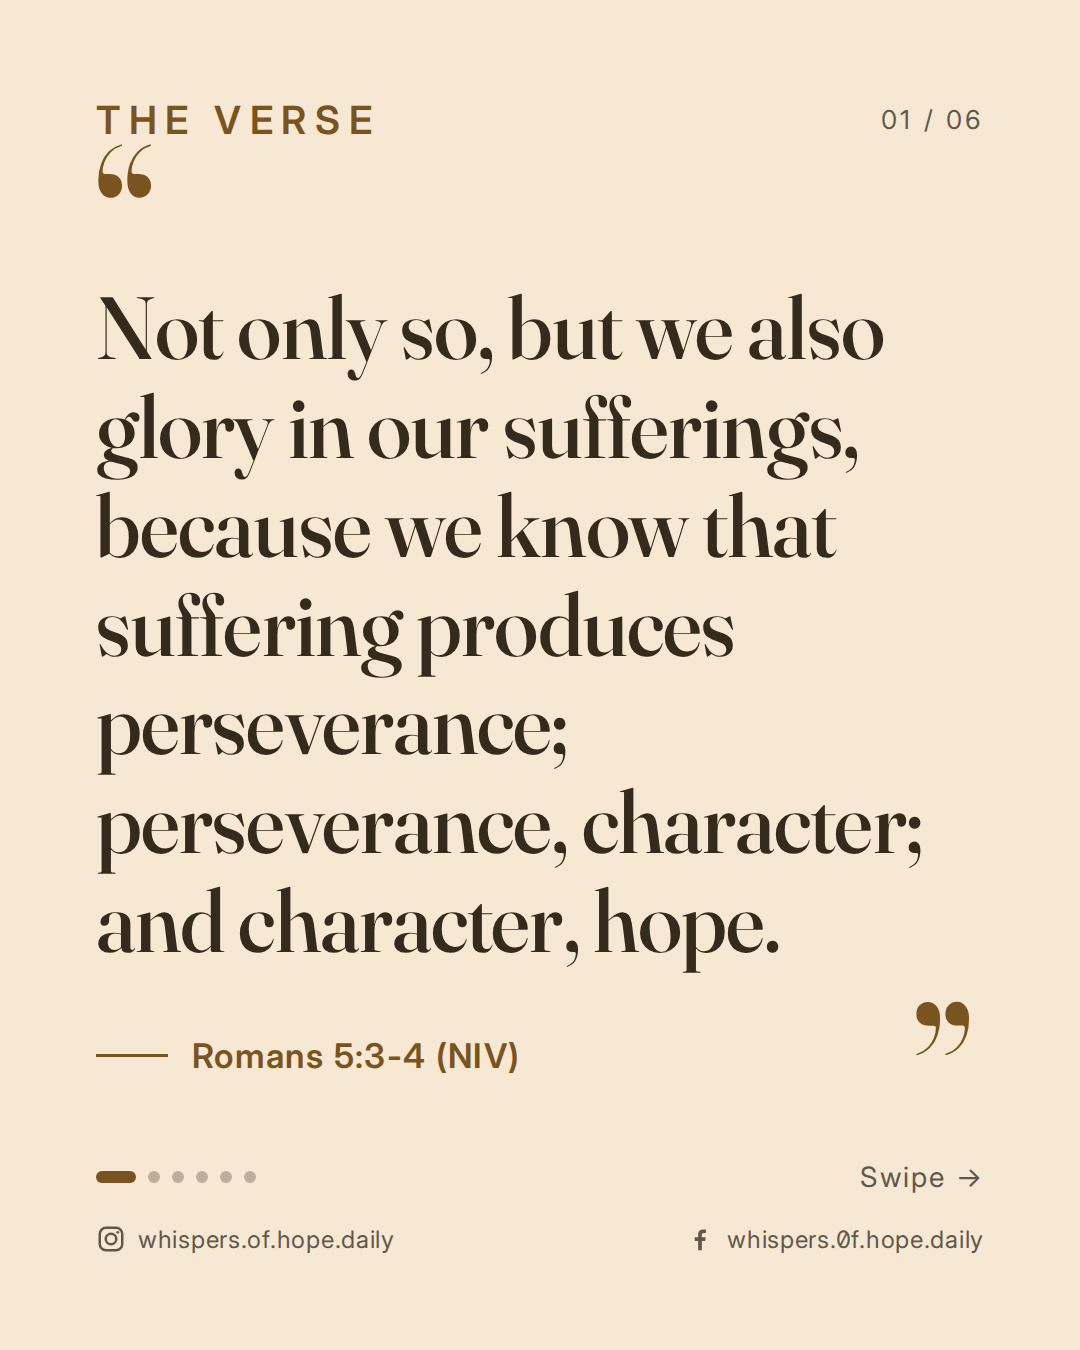 THE VERSE
01 / 06
“
Not only so, but we also
glory in our sufferings,
because we know that
suffering produces
perseverance;
perseverance, character;
and character, hope.
”
Romans 5:3-4 (NIV)
Swipe →
whispers.of.hope.daily
whispers.0f.hope.daily